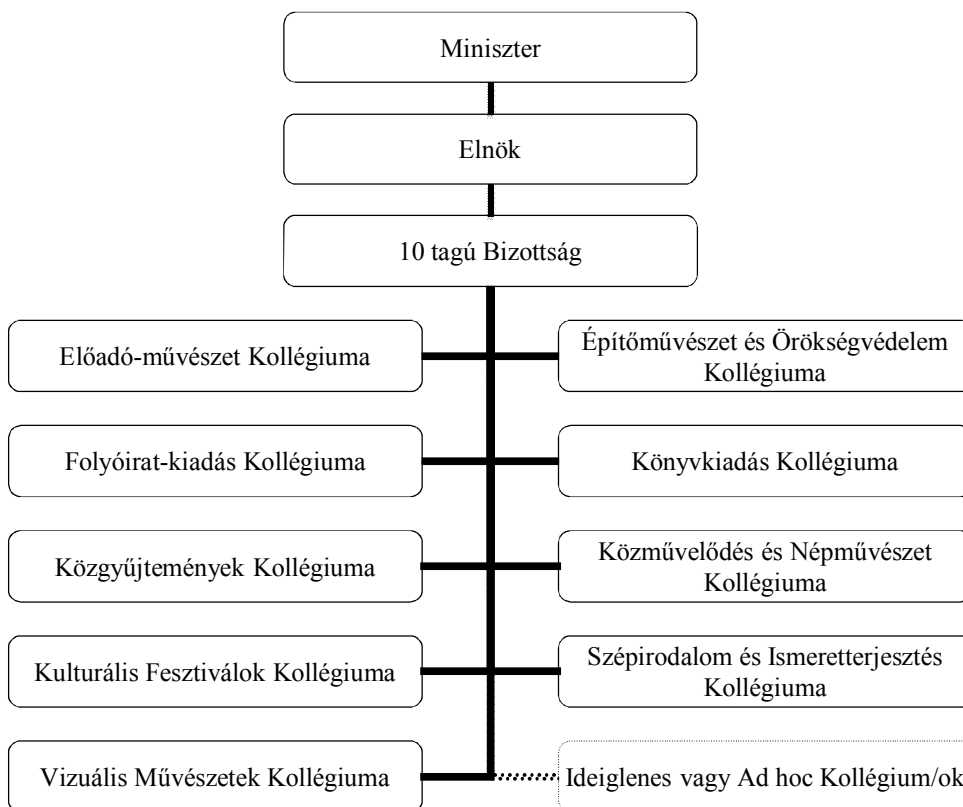 Miniszter
Elnök
10 tagú Bizottság
Előadó-művészet Kollégiuma
Építőművészet és Örökségvédelem
Kollégiuma
Folyóirat-kiadás Kollégiuma
Könyvkiadás Kollégiuma
Közgyűjtemények Kollégiuma
Közművelődés és Népművészet
Kollégiuma
Kulturális Fesztiválok Kollégiuma
Szépirodalom és Ismeretterjesztés
Kollégiuma
Vizuális Művészetek Kollégiuma
Ideiglenes vagy Ad hoc Kollégium/ok